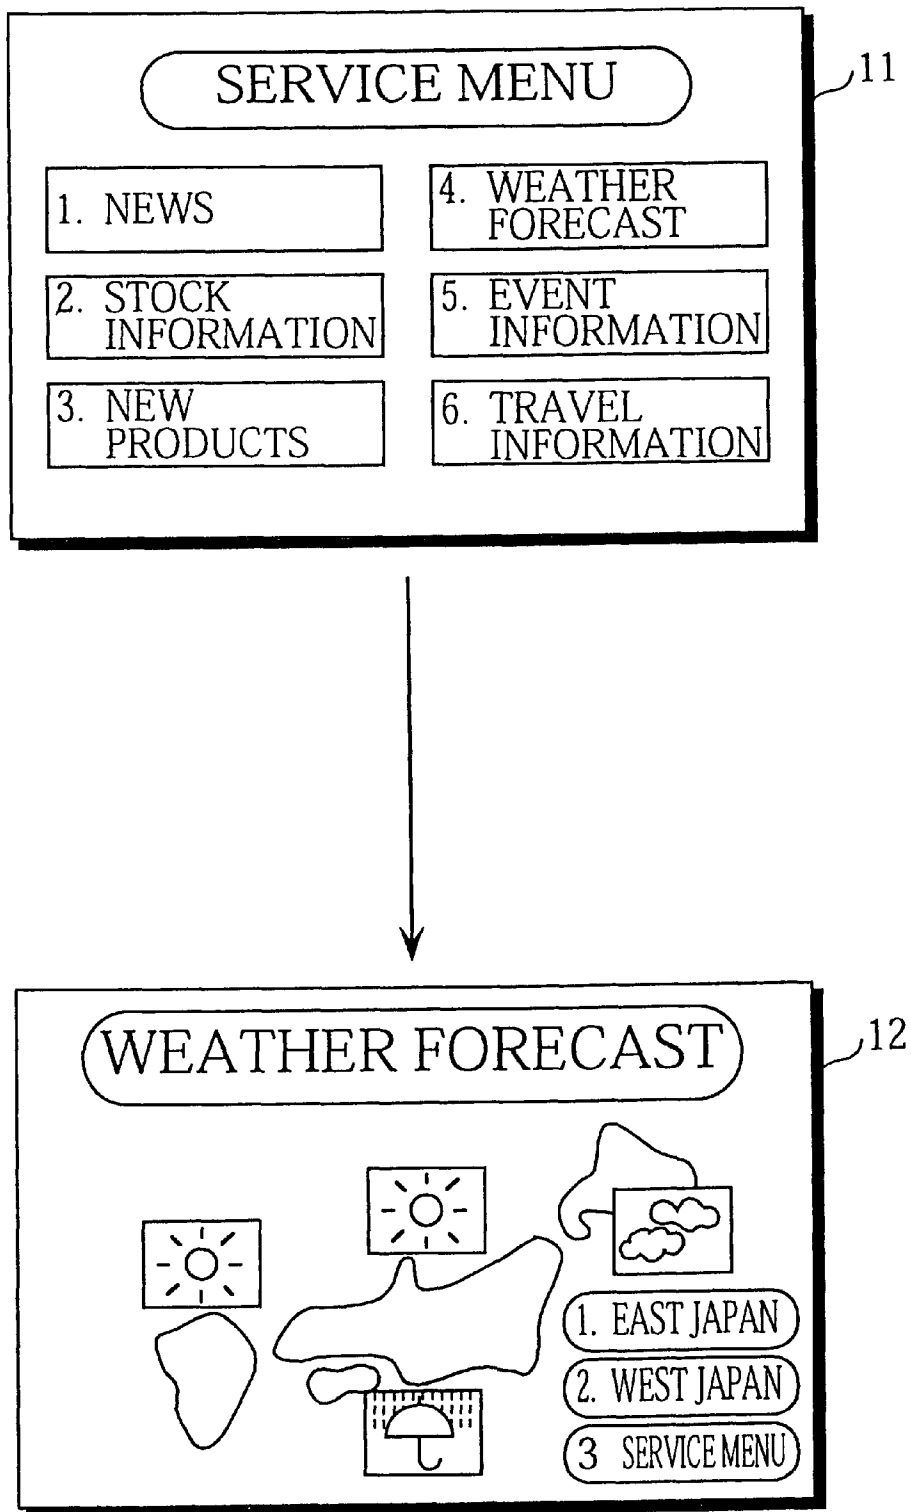 SERVICE MENU
11
1. NEWS
2. STOCK
INFORMATION
3. NEW
PRODUCTS
4. WEATHER
FORECAST
5. EVENT
INFORMATION
6. TRAVEL
INFORMATION
WEATHER FORECAST
12
1. EAST JAPAN
2. WEST JAPAN
3 SERVICE MENU